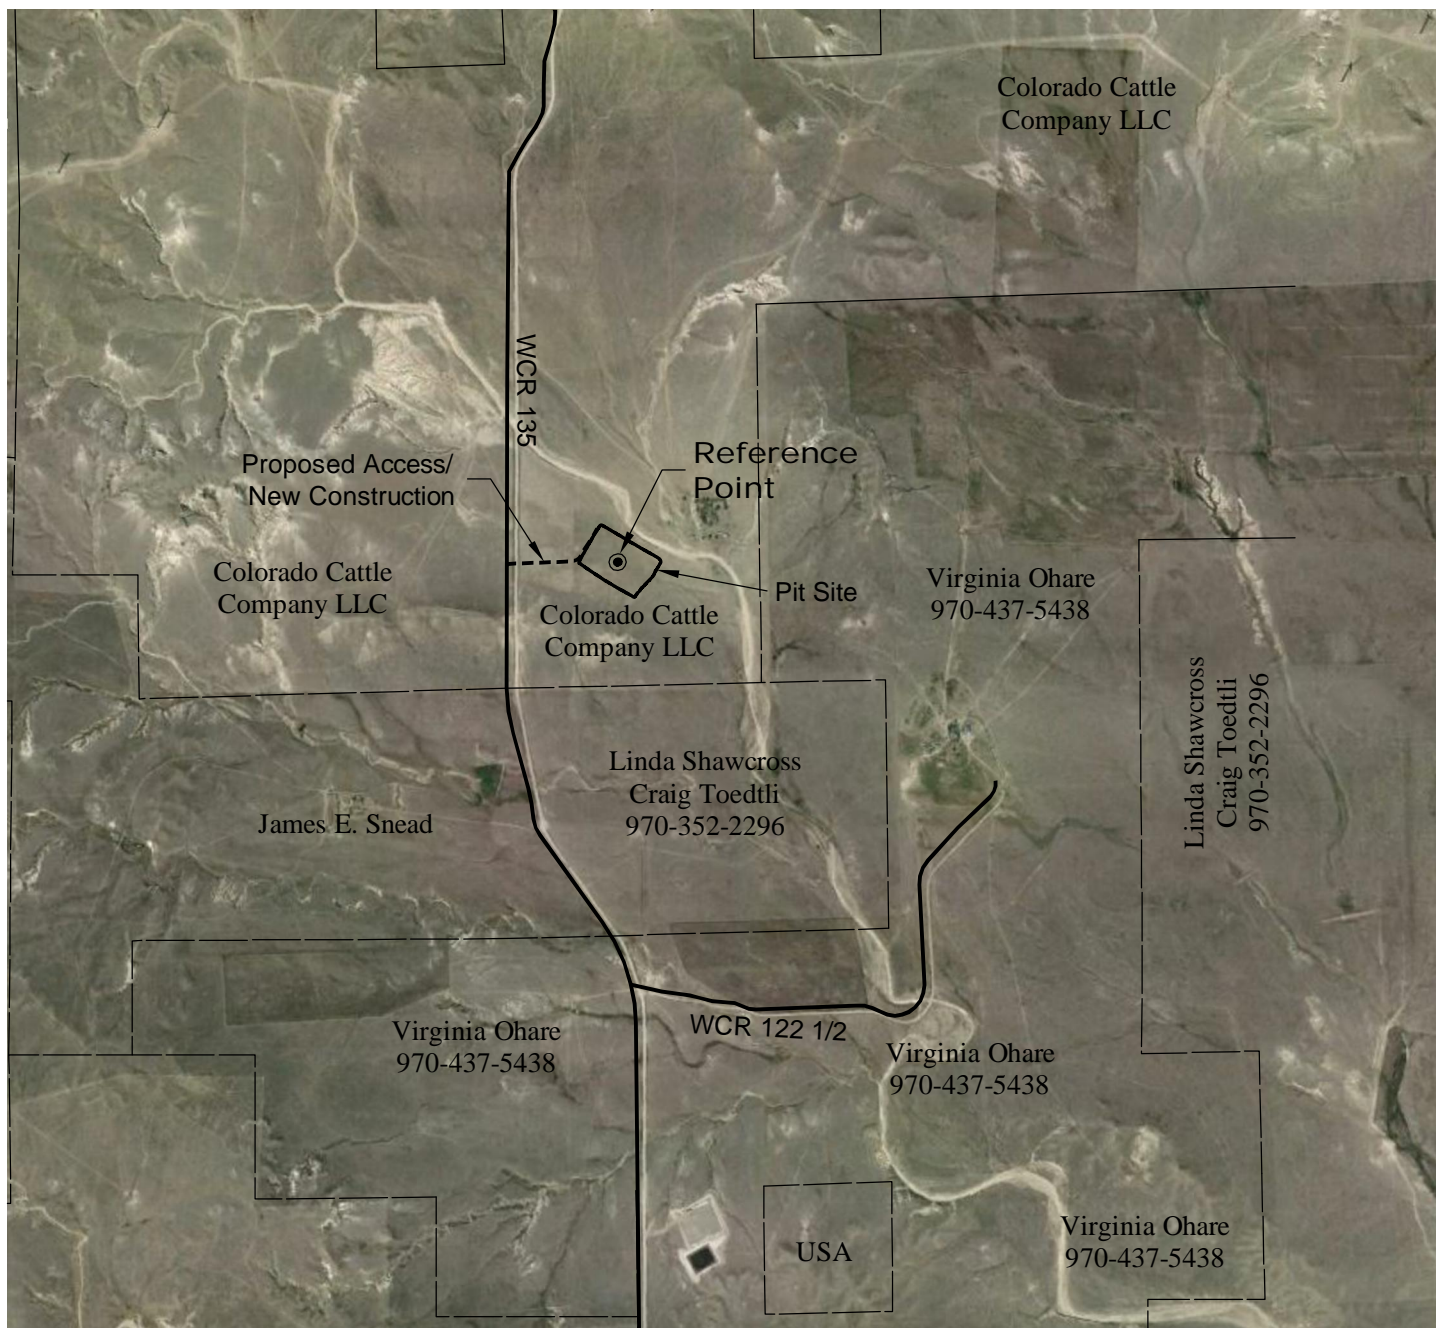 Colorado Cattle
Company LLC
WCR 135
Proposed Access/
New Construction
Reference
Point
Colorado Cattle
Company LLC
Pit Site
Colorado Cattle
Company LLC
Virginia Ohare
970-437-5438
Linda Shawcross
Craig Toedtli
970-352-2296
Linda Shawcross
Craig Toedtli
970-352-2296
James E. Snead
Virginia Ohare
970-437-5438
WCR 122 1/2
Virginia Ohare
970-437-5438
USA
Virginia Ohare
970-437-5438